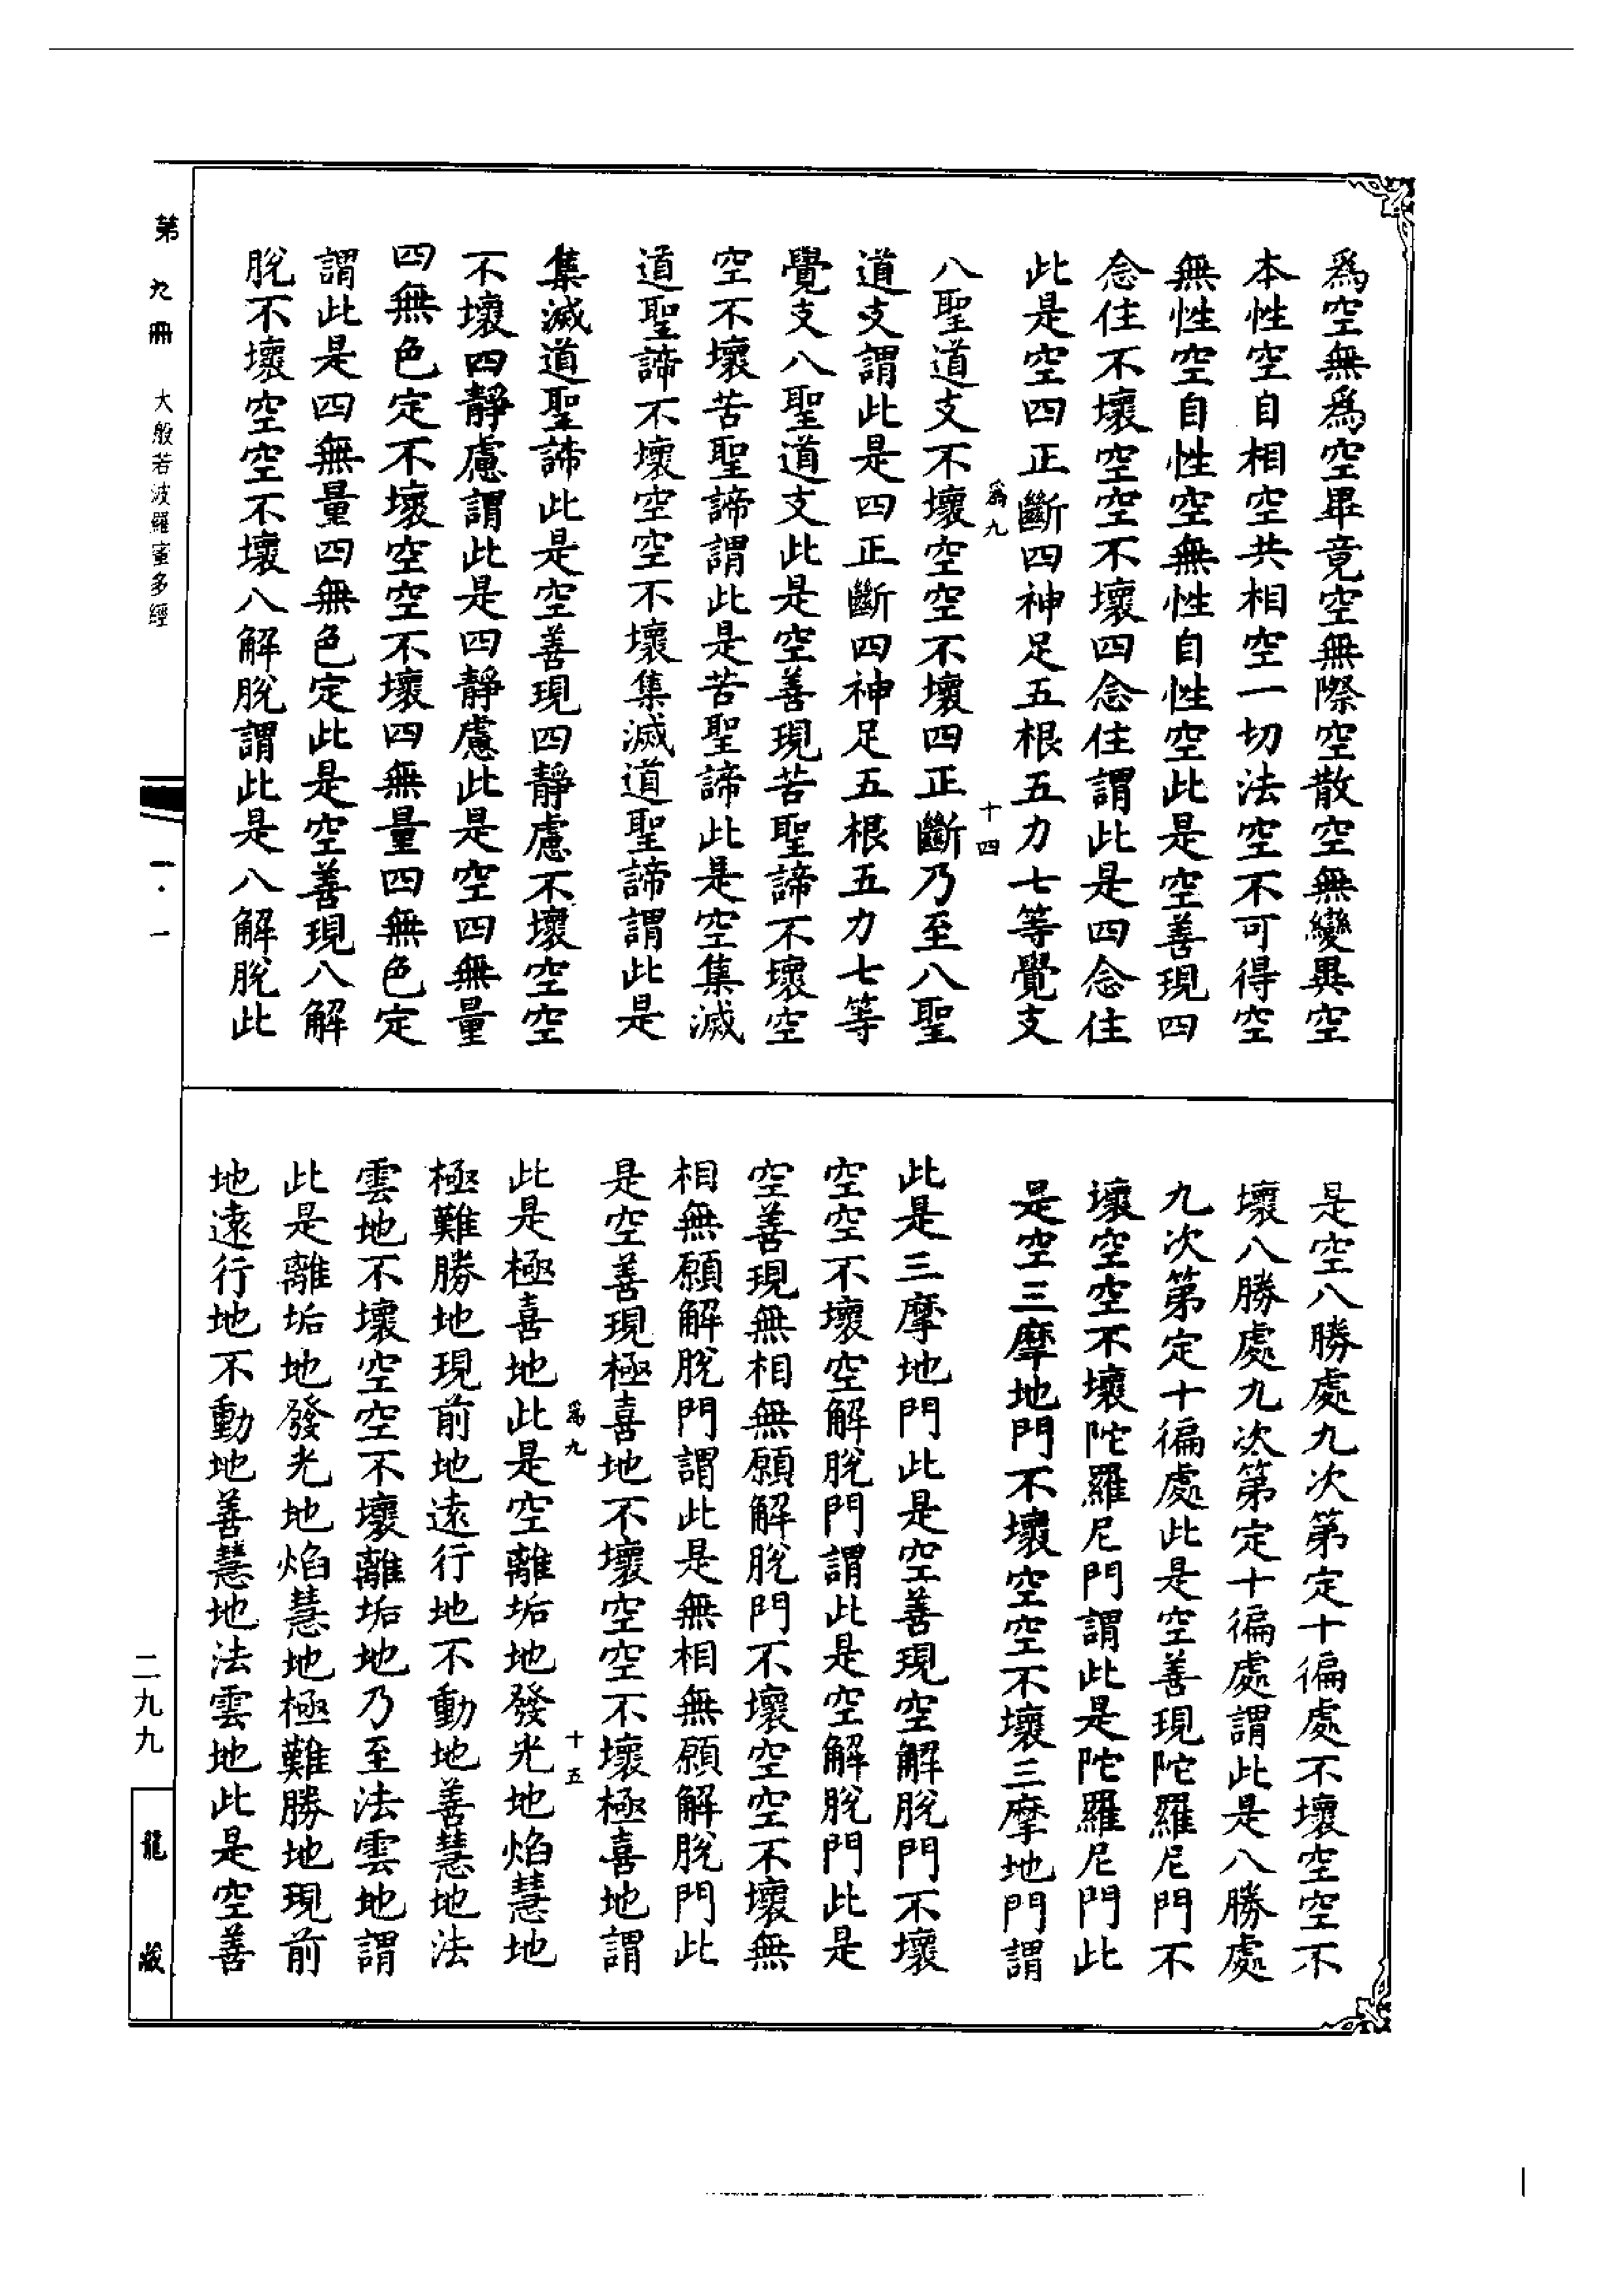 爲空無爲空畢竟空無際空散空無變異空
本性空自相空共相空一切法空不可得空
無性空自性空無性自性空此是空善現四
念住不壞空空不壞四念住謂此是四念住
此是空四正斷四神足五根五力七等覺支
爲九
十四
八聖道支不壞空空不壞四正斷乃至八聖
道支謂此是四正斷四神足五根五力七等
覺支八聖道支此是空善現苦聖諦不壞空
空不壞苦聖諦謂此是苦聖諦此是空集滅
道聖諦不壞空空不壞集滅道聖諦謂此是
集滅道聖諦此是空善現四靜慮不壞空空
不壞四靜慮謂此是四靜慮此是空四無量
四無色定不壞空空不壞四無量四無色定
謂此是四無量四無色定此是空善現八解
脫不壞空空不壞八解脫謂此是八解脫此
是空八勝處九次第定十徧處不壞空空不
壞八勝處九次第定十徧處謂此是八勝處
九次第定十徧處此是空善現陀羅尼門不
壞空空不壞陀羅尼門謂此是陀羅尼門此
是空三摩地門不壞空空不壞三摩地門謂
此是三摩地門此是空善現空解脫門不壞
空空不壞空解脫門謂此是空解脫門此是
空善現無相無願解脫門不壞空空不壞無
相無願解脫門謂此是無相無願解脫門此
是空善現極喜地不壞空空不壞極喜地謂
爲九
十五
此是極喜地此是空離垢地發光地焰慧地
極難勝地現前地遠行地不動地善慧地法
雲地不壞空空不壞離垢地乃至法雲地謂
此是離垢地發光地焰慧地極難勝地現前
地遠行地不動地善慧地法雲地此是空善
第九冊
大般若波羅蜜多經
一·一
二九九
龍藏